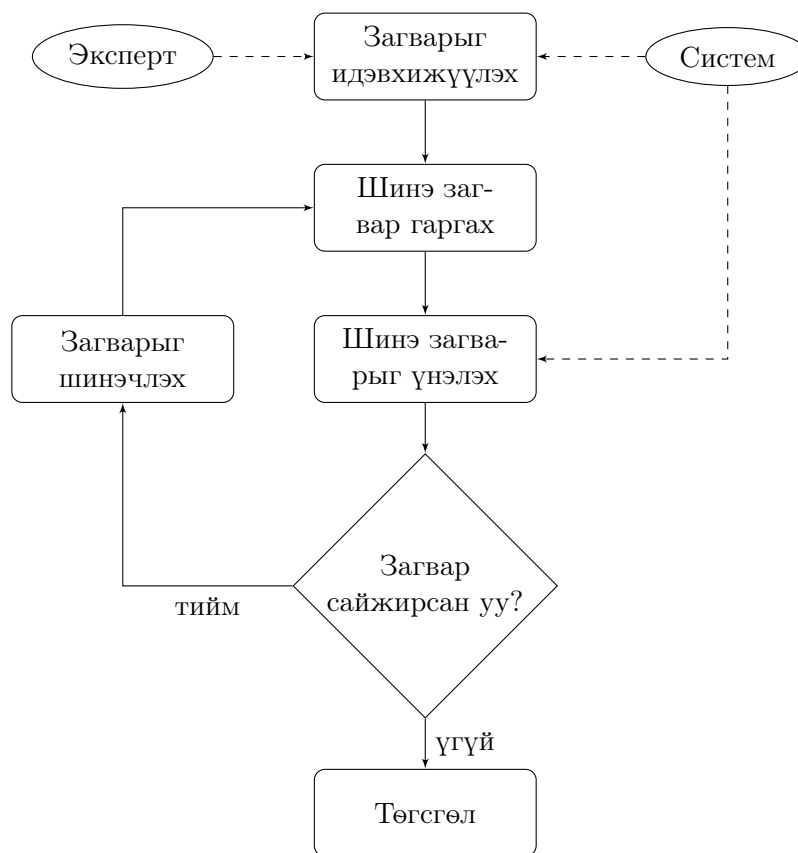 Эксперт
Загварыг
идэвхижүүлэх
Систем
Шинэ заг-
вар гаргах
Загварыг
шинэчлэх
Шинэ загва-
рыг үнэлэх
Загвар
сайжирсан уу?
тийм
үгүй
Төгсгөл